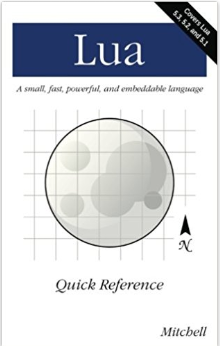 Lua
Covers Lua
5.3, 5.2, and 5.1
A small, fast, powerful, and embeddable language
N
Quick Reference
Mitchell